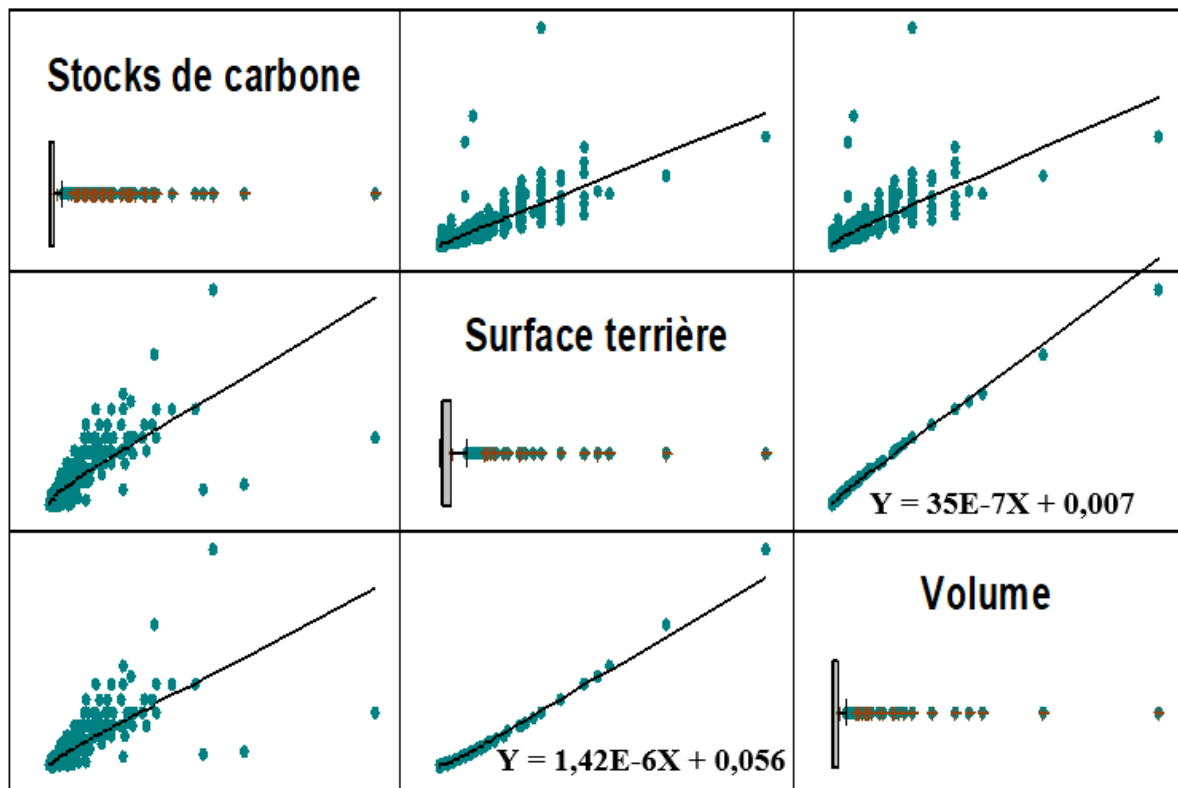 Stocks de carbone
Surface terrière
Y = 35E-7X + 0,007
Volume
Y = 1,42E-6X + 0,056